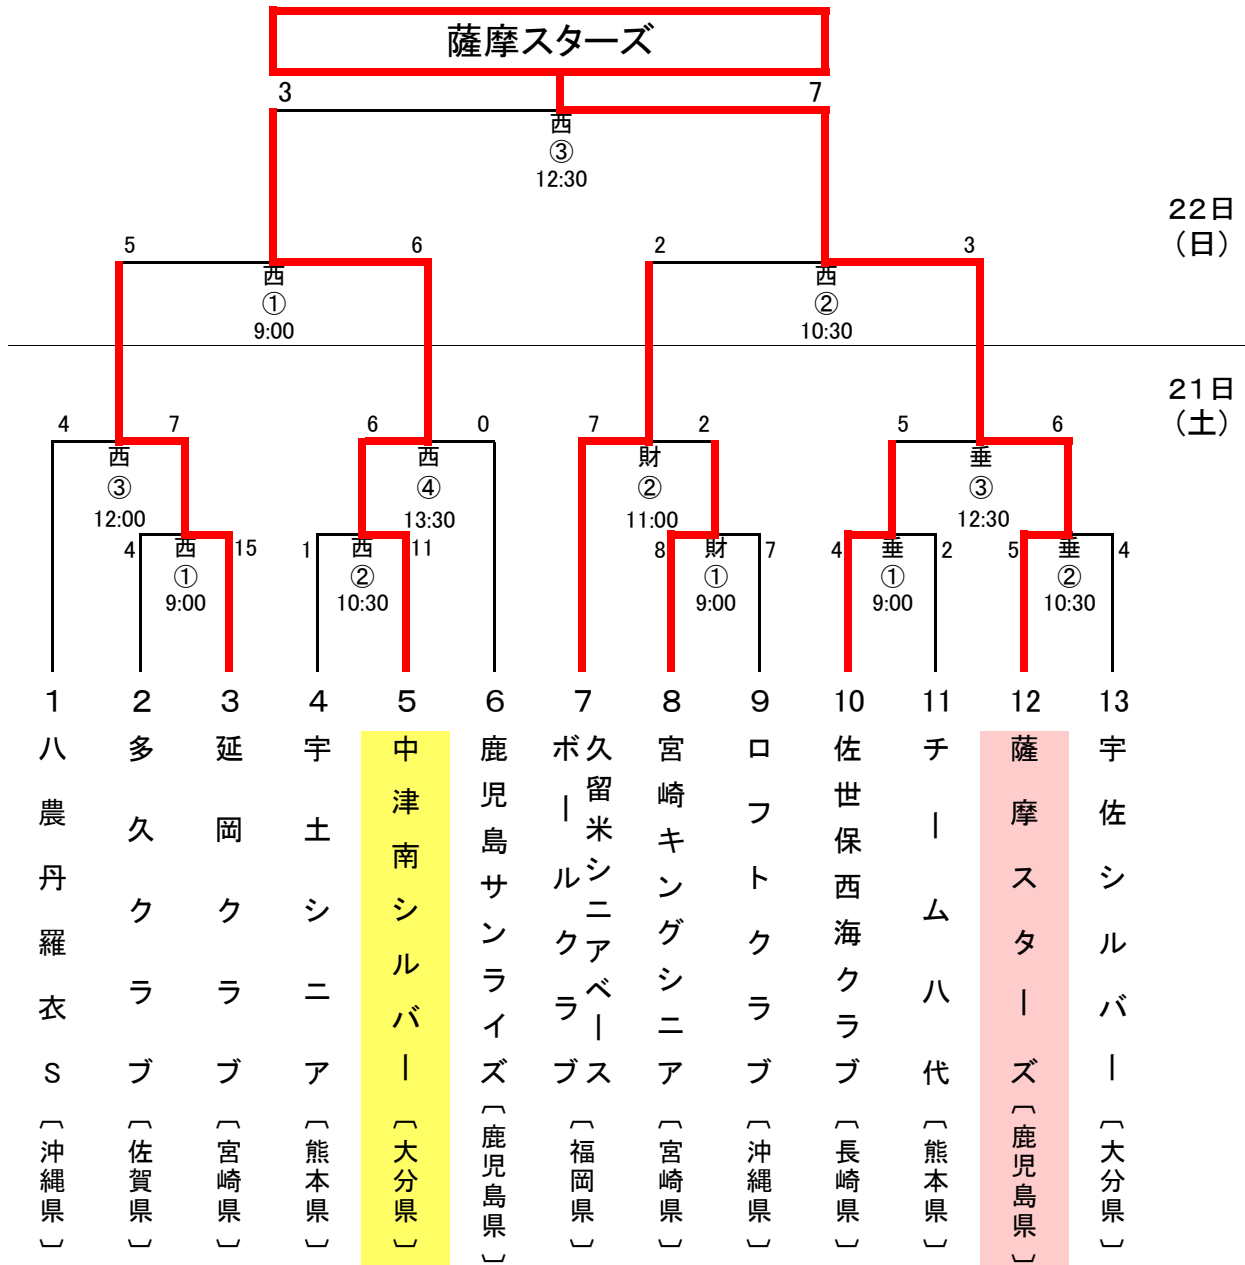 薩摩スターズ
3
7
西
③
12:30
22日
（日）
5
6
2
3
西
①
9:00
西
②
10:30
21日
（土）
4
7
6
0
7
2
5
6
西
③
12:00
西
④
13:30
財
②
11:00
垂
③
12:30
4
西
15
①
9:00
1
西
11
②
10:30
8
財
7
①
9:00
4
垂
2
①
9:00
5
垂
4
②
10:30
1
2
3
4
5
6
7
8
9
10
11
12
13
八農丹羅衣S〔沖縄県〕
多久クラブ〔佐賀県〕
延岡クラブ〔宮崎県〕
宇土シニア〔熊本県〕
中津南シルバー〔大分県〕
鹿児島サンライズ〔鹿児島県〕
久留米シニアベース
ボールクラブ
〔福岡県〕
宮崎キングシニア〔宮崎県〕
ロフトクラブ〔沖縄県〕
佐世保西海クラブ〔長崎県〕
チーム八代〔熊本県〕
薩摩スターズ〔鹿児島県〕
宇佐シルバー〔大分県〕